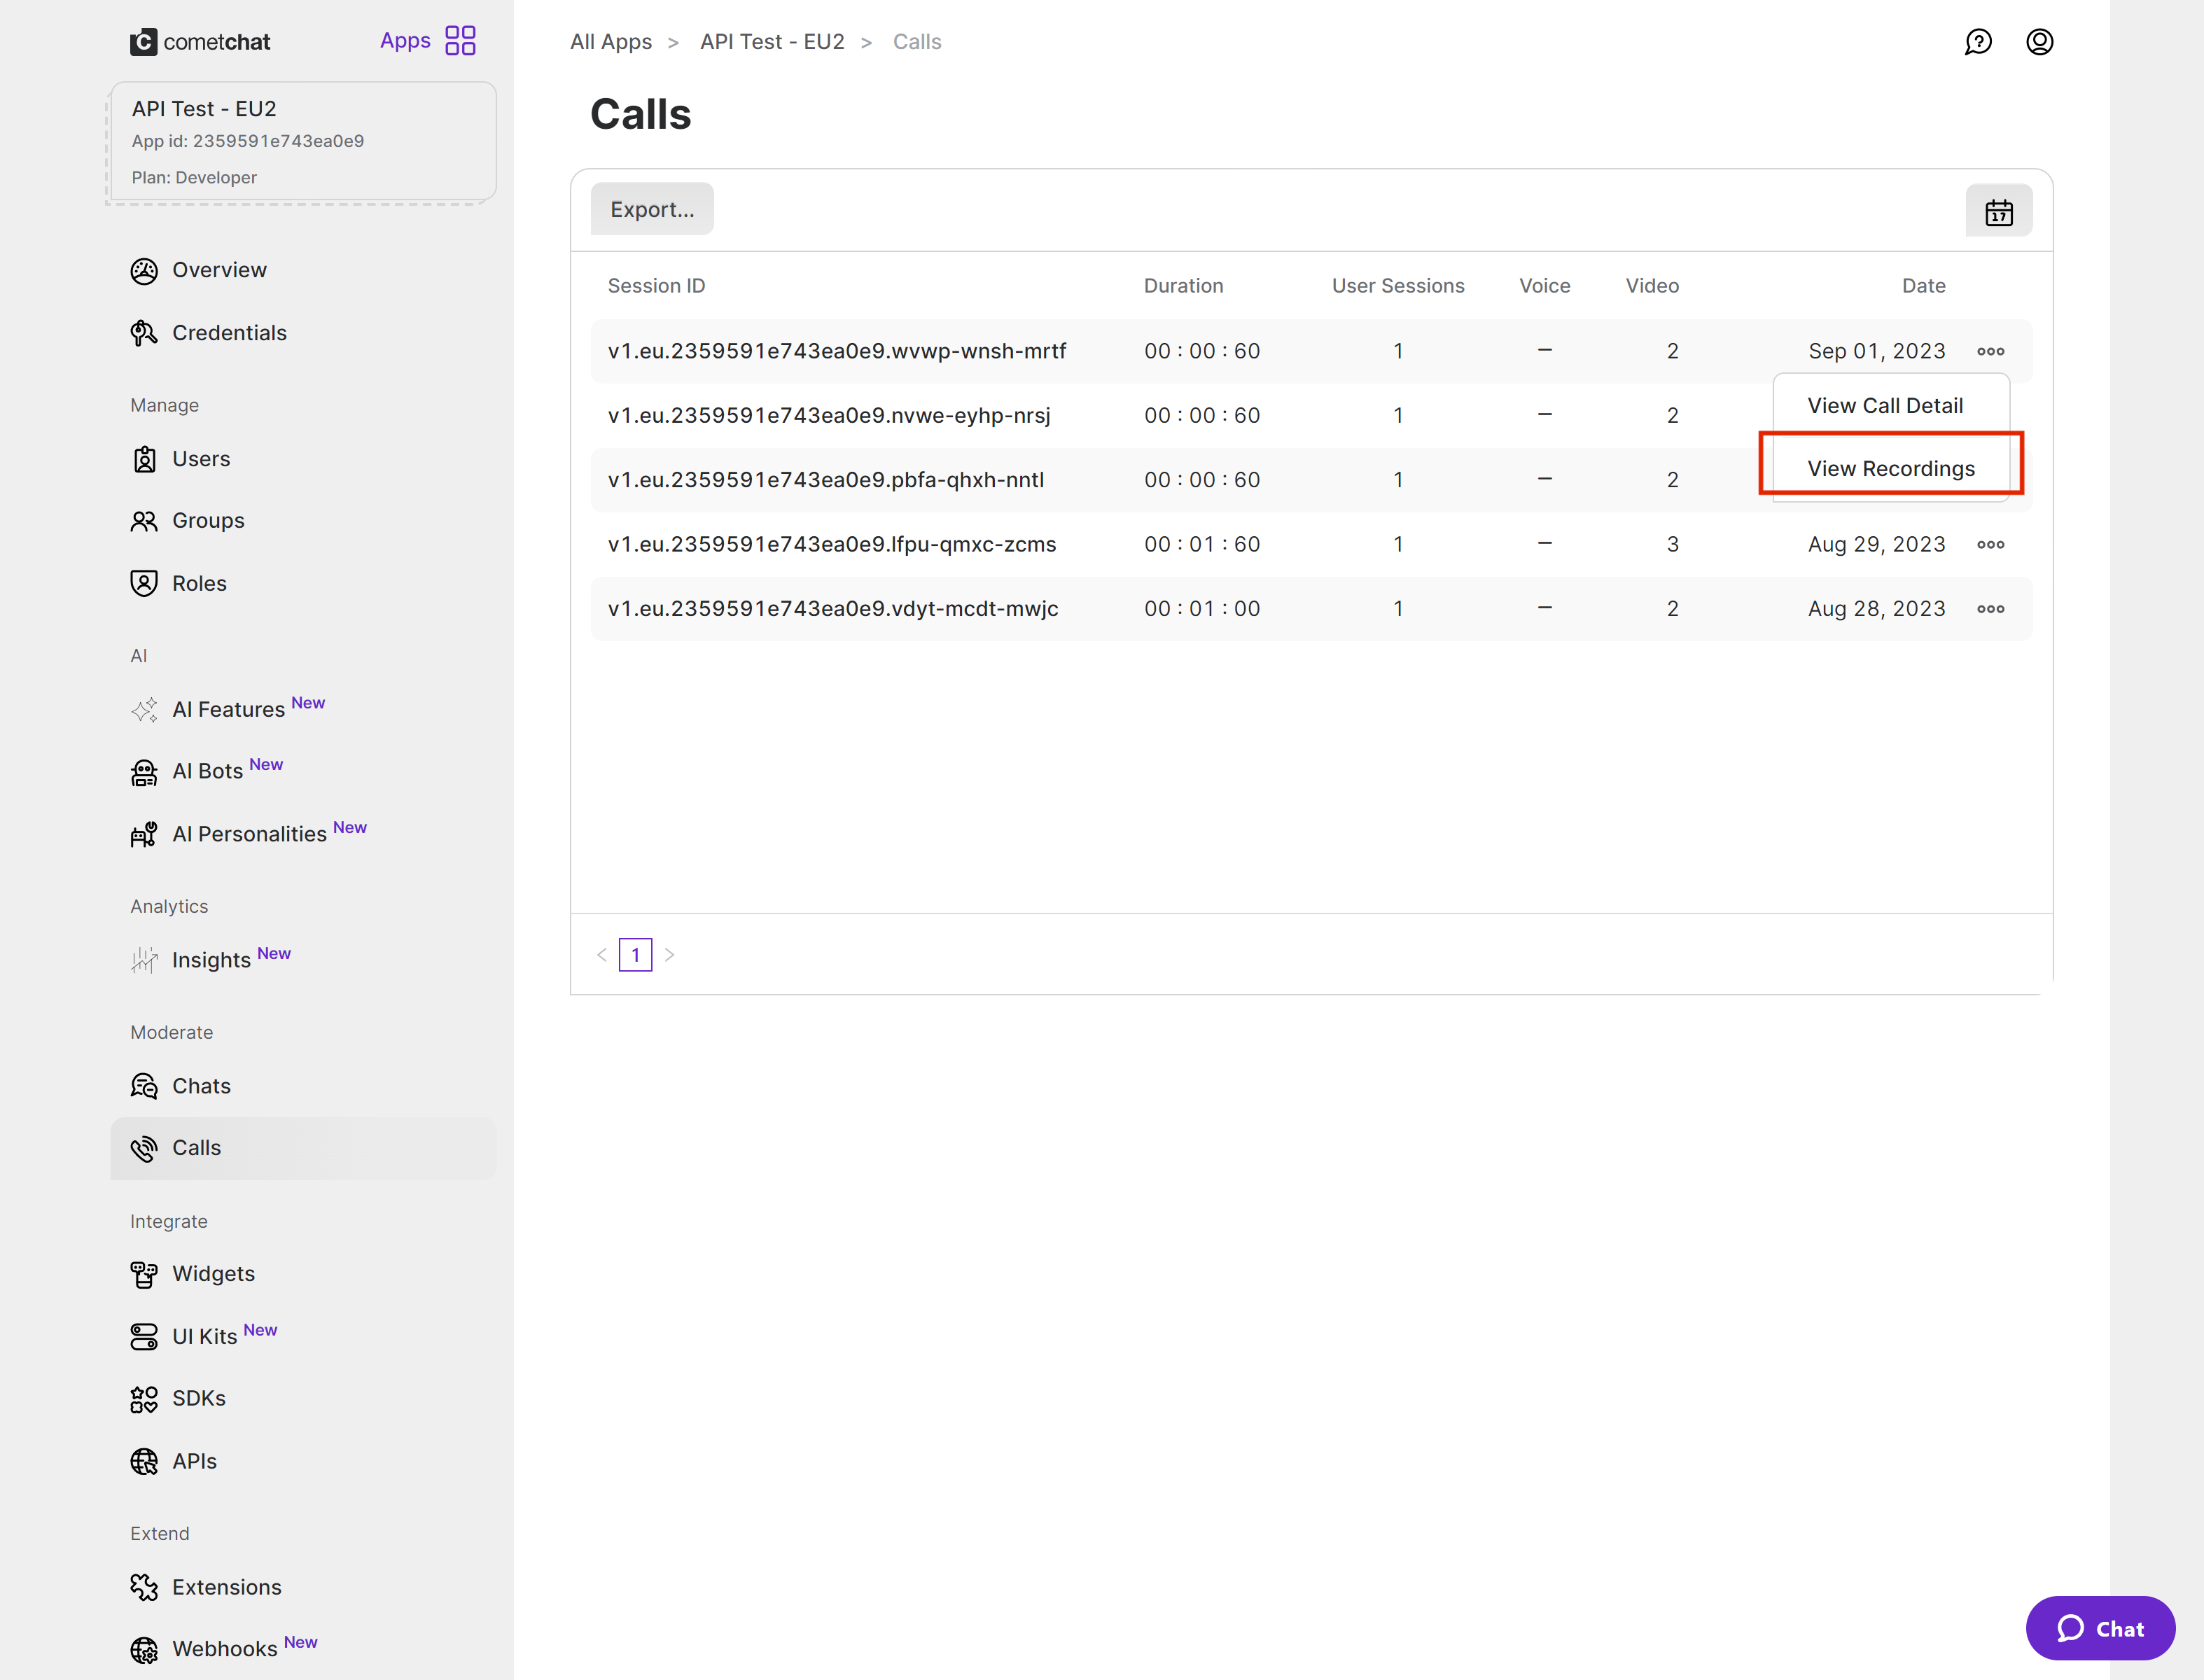 cometchat
Apps
API Test - EU2
App id: 2359591e743ea0e9
Plan: Developer
Overview
Credentials
Manage
Users
Groups
Roles
AI
AI Features New
AI Bots New
AI Personalities New
Analytics
Insights New
Moderate
Chats
Calls
Integrate
Widgets
UI Kits New
SDKs
APIs
Extend
Extensions
Webhooks New
All Apps > API Test - EU2 > Calls
Calls
Export...
17
Session ID Duration User Sessions Voice Video Date
v1.eu.2359591e743ea0e9.wvwp-wnsh-mrtf 00 : 00 : 60 1 – 2 Sep 01, 2023
v1.eu.2359591e743ea0e9.nvwe-eyhp-nrsj 00 : 00 : 60 1 – 2
v1.eu.2359591e743ea0e9.pbfa-qhxh-nntl 00 : 00 : 60 1 – 2
v1.eu.2359591e743ea0e9.lfpu-qmxc-zcms 00 : 01 : 60 1 – 3 Aug 29, 2023
v1.eu.2359591e743ea0e9.vdyt-mcdt-mwjc 00 : 01 : 00 1 – 2 Aug 28, 2023
View Call Detail
View Recordings
< 1 >
Chat